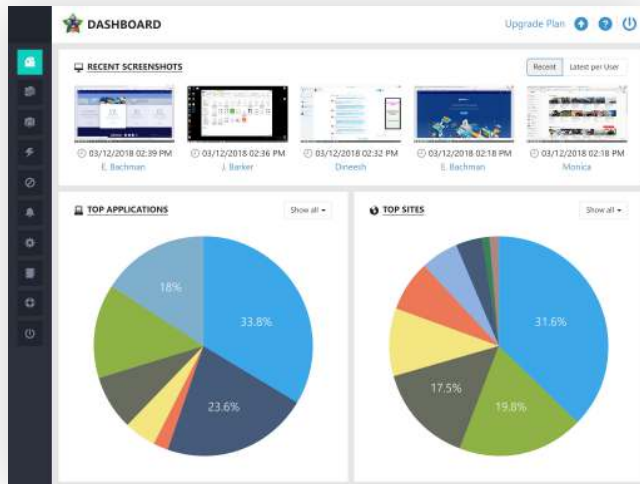 DASHBOARD
Upgrade Plan
RECENT SCREENSHOTS
Recent Latest per User
03/12/2018 02:39 PM 03/12/2018 02:36 PM 03/12/2018 02:32 PM 03/12/2018 02:18 PM 03/12/2018 02:18 PM
E. Bachman J. Barker Dineesh E. Bachman Monica
TOP APPLICATIONS
Show all
TOP SITES
Show all
18%
33.8%
23.6%
31.6%
17.5%
19.8%